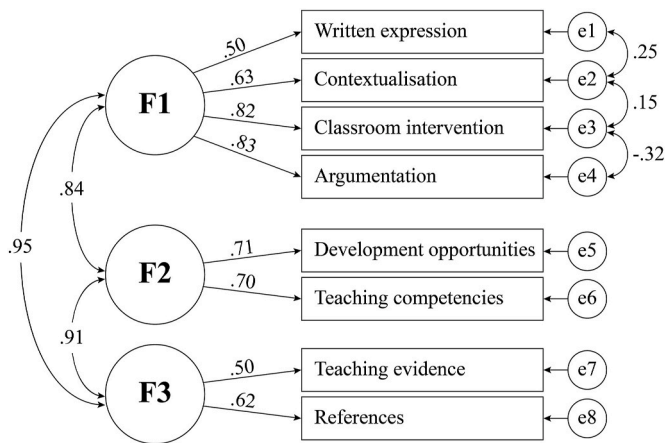 .50
Written expression
e1
.25
.63
Contextualisation
e2
.15
F1
.82
Classroom intervention
e3
-.32
.83
Argumentation
e4
.84
.95
.71
Development opportunities
e5
F2
.70
Teaching competencies
e6
.91
.50
Teaching evidence
e7
F3
.62
References
e8